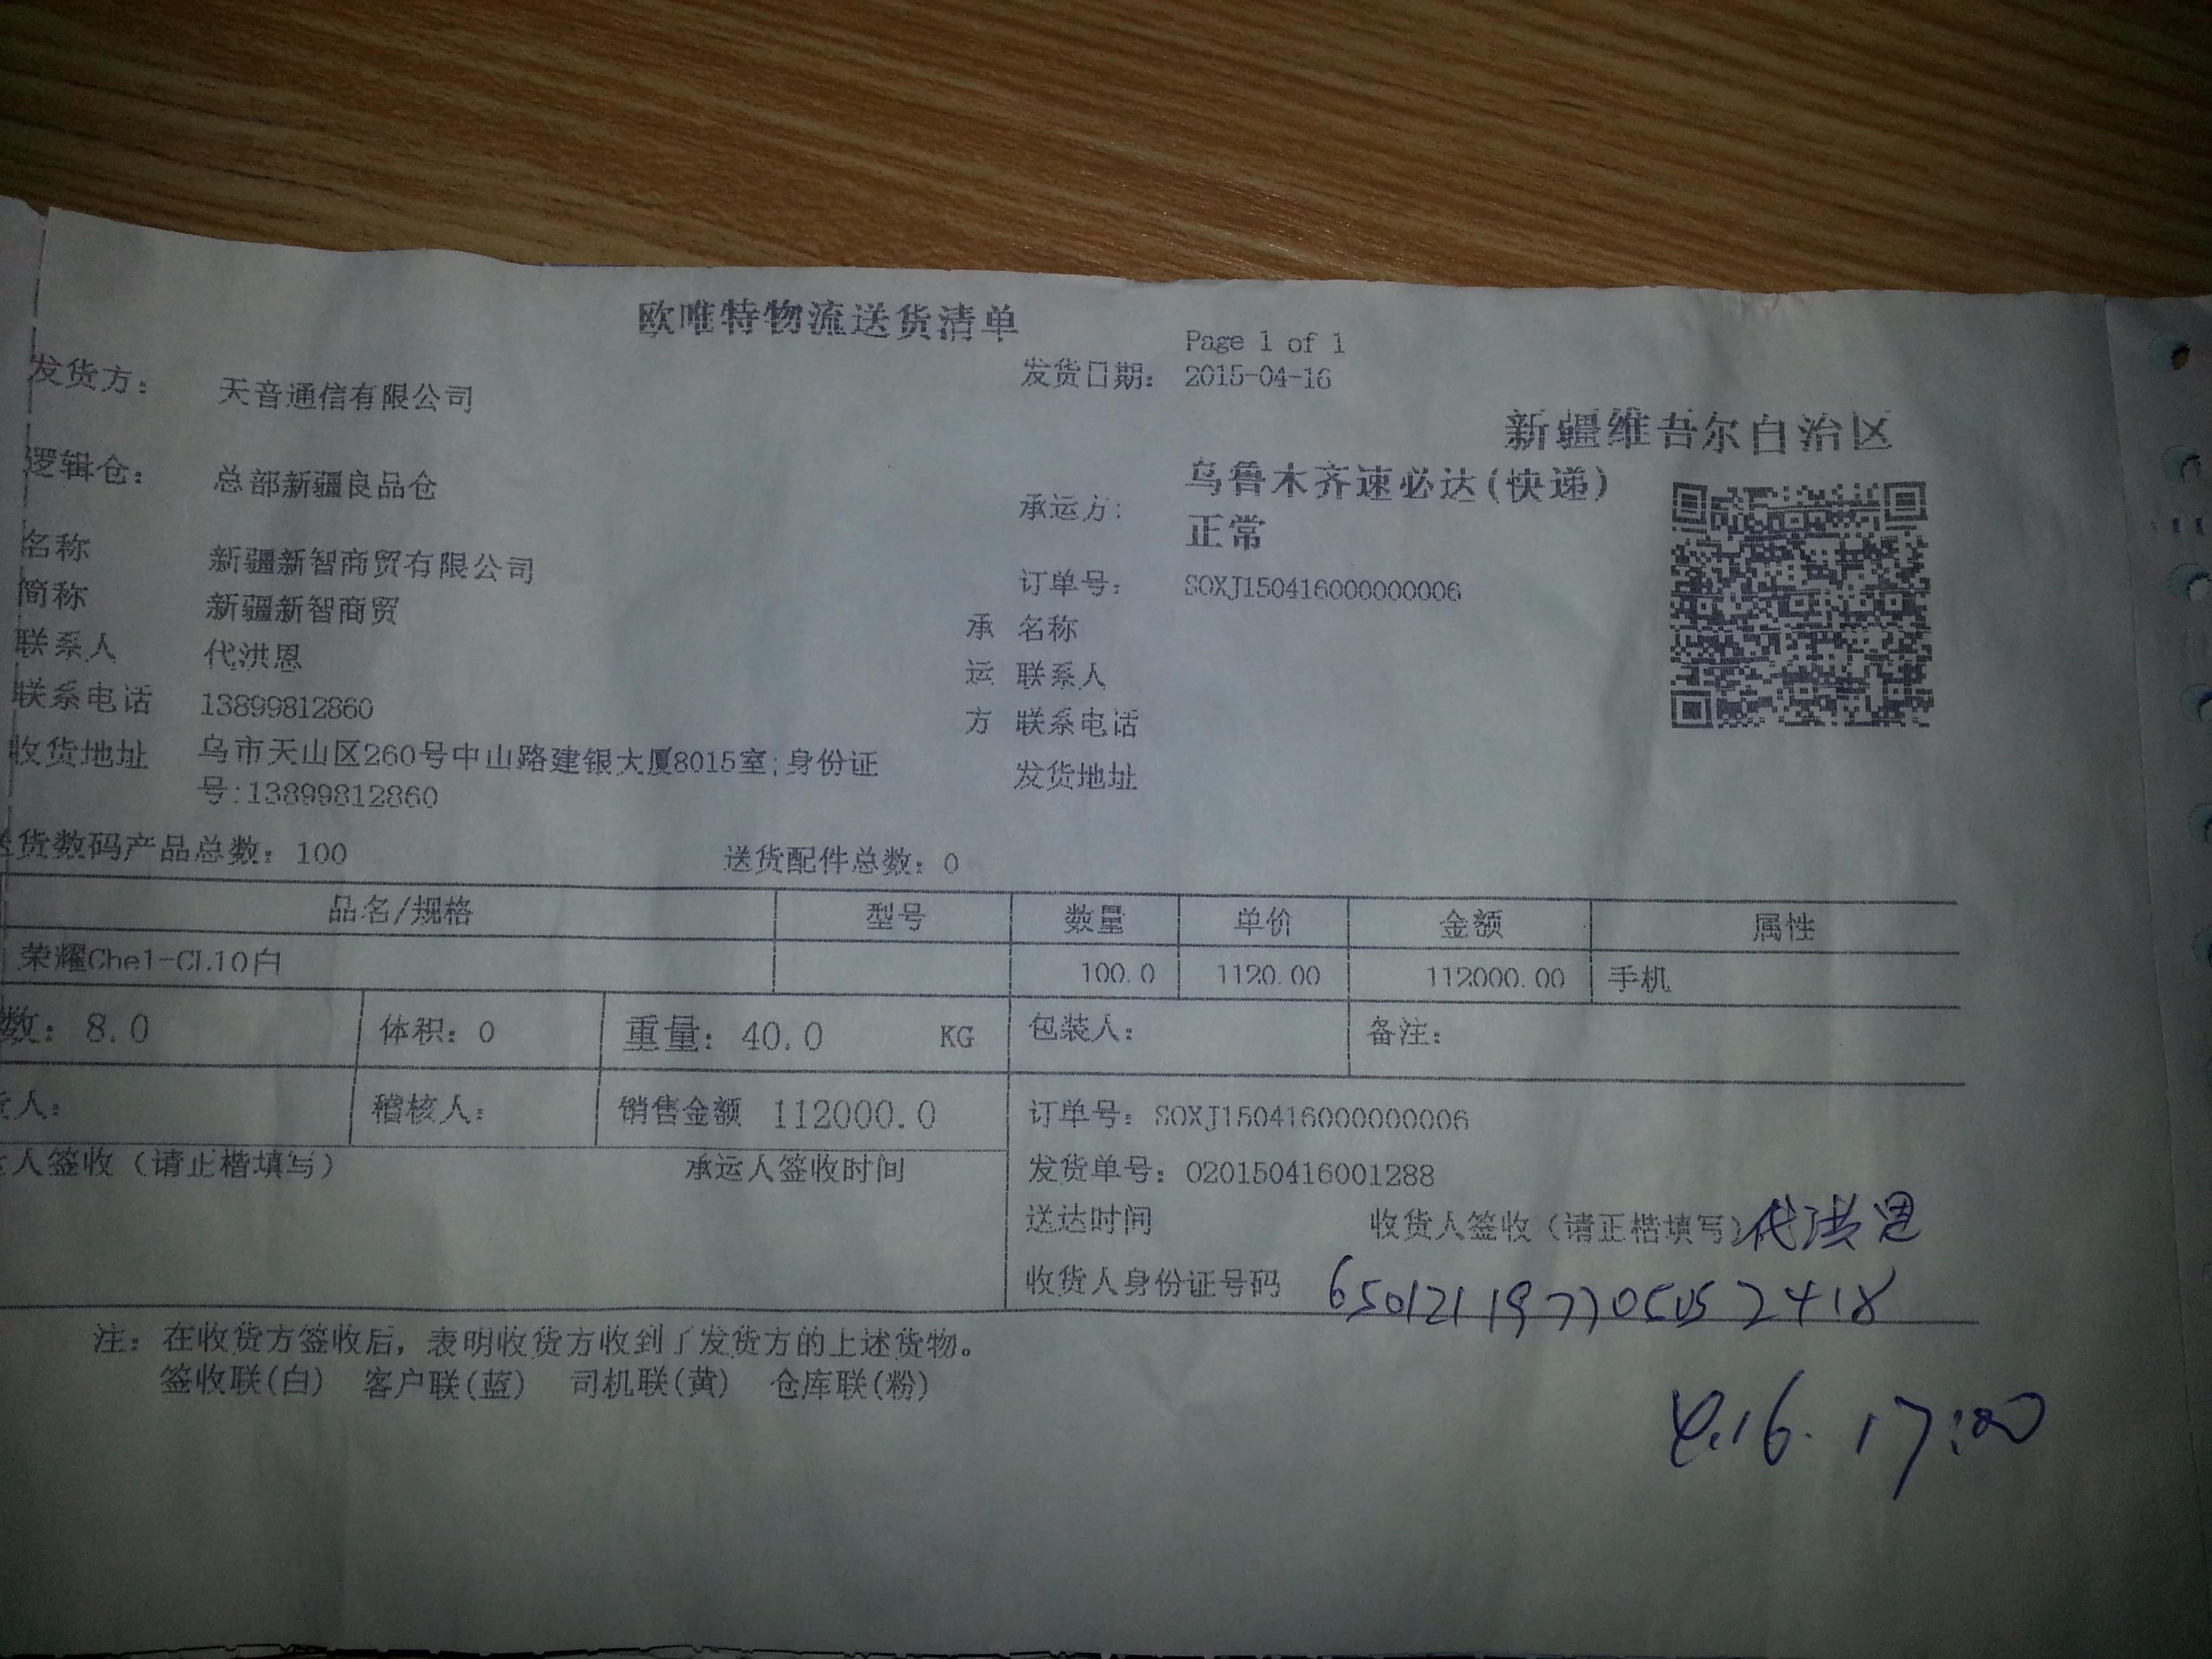 欧唯特物流送货清单
Page 1 of 1
发货方： 天音通信有限公司 发货日期： 2015-04-16
新疆维吾尔自治区
逻辑仓： 总部新疆良品仓 承运方： 乌鲁木齐速必达(快递)
正常
名称 新疆新智商贸有限公司 订单号： SOXJ150416000000006
简称 新疆新智商贸 承 名称
联系人 代洪恩 运 联系人
联系电话 13899812860 方 联系电话
收货地址 乌市天山区260号中山路建银大厦8015室;身份证 发货地址
号:13899812860
送货数码产品总数：100 送货配件总数：0
品名/规格 型号 数量 单价 金额 属性
荣耀Che1-CL10白 100.0 1120.00 112000.00 手机
数：8.0 体积：0 重量：40.0 KG 包装人： 备注：
人： 稽核人： 销售金额 112000.0 订单号：SOXJ150416000000006
人签收（请正楷填写） 承运人签收时间 发货单号：020150416001288
送达时间 收货人签收（请正楷填写） 代洪恩
收货人身份证号码
注：在收货方签收后，表明收货方收到了发货方的上述货物。
签收联(白) 客户联(蓝) 司机联(黄) 仓库联(粉)
4.16. 17:00